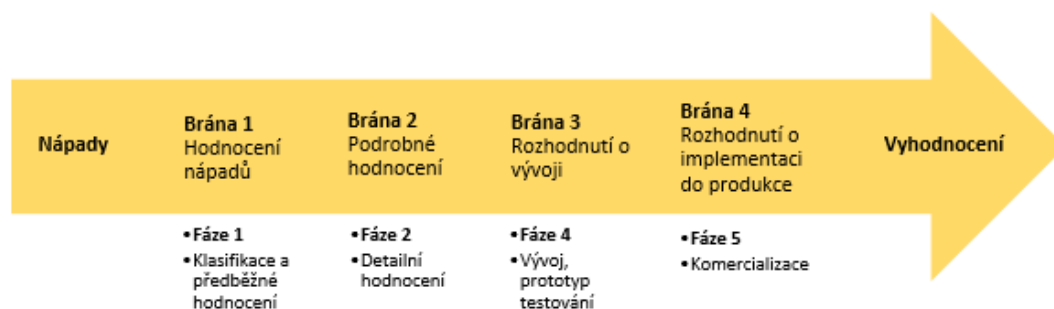 Nápady
Brána 1
Hodnocení
nápadů
Brána 2
Podrobné
hodnocení
Brána 3
Rozhodnutí o
vývoji
Brána 4
Rozhodnutí o
implementaci
do produkce
Vyhodnocení
•Fáze 1
•Klasifikace a
předběžné
hodnocení
•Fáze 2
•Detailní
hodnocení
•Fáze 4
•Vývoj,
prototyp
testování
•Fáze 5
•Komercializace